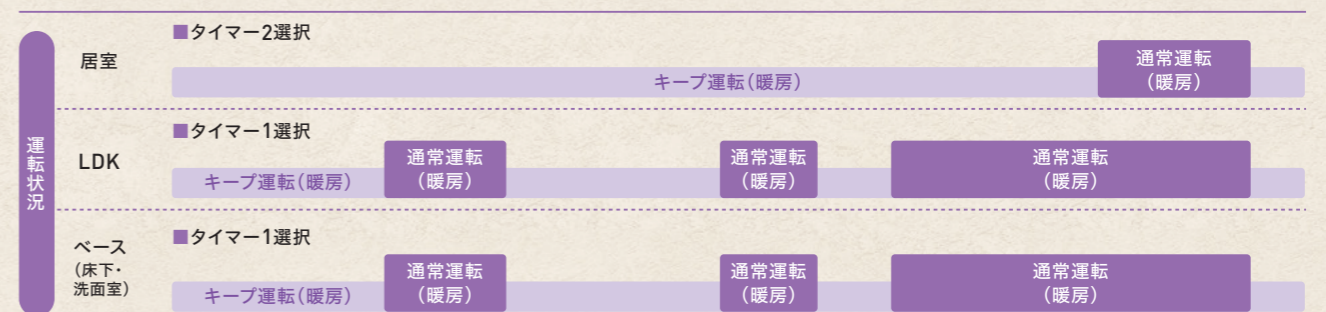 運転状況
居室
■タイマー2選択
キープ運転(暖房)
通常運転
(暖房)
LDK
■タイマー1選択
キープ運転(暖房)
通常運転
(暖房)
通常運転
(暖房)
通常運転
(暖房)
ベース
(床下・
洗面室)
■タイマー1選択
キープ運転(暖房)
通常運転
(暖房)
通常運転
(暖房)
通常運転
(暖房)